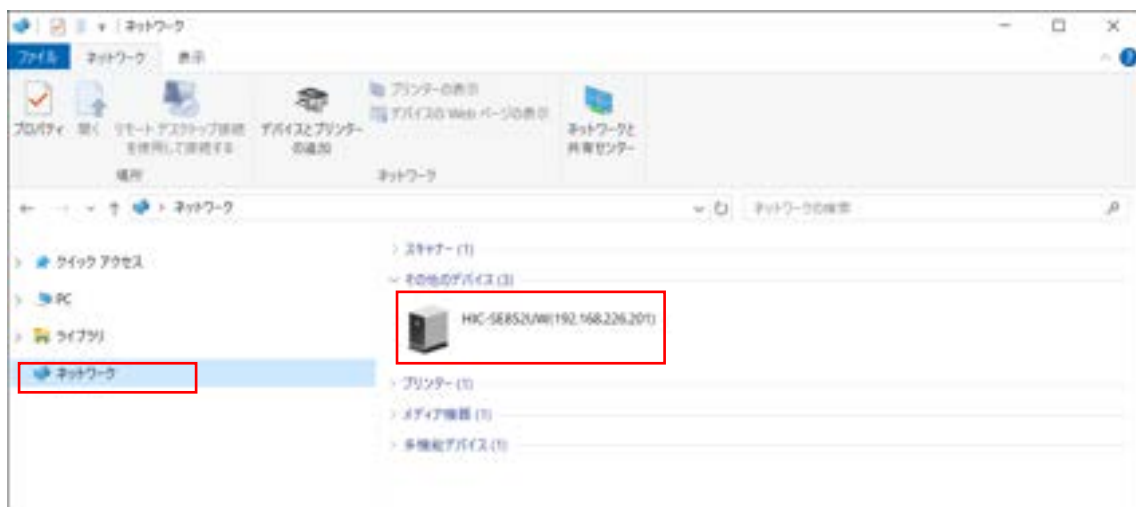 ネットワーク
ファイル ネットワーク 表示
プロパティ 開く リモート デスクトップ接続を使用して接続する デバイスとプリンターの追加 プリンターの表示 デバイスの Web ページの表示 ネットワークと共有センター
場所 ネットワーク
ネットワーク ネットワークの検索
クイック アクセス
PC
ライブラリ
ネットワーク
スキャナー (1)
その他のデバイス (3)
HIC-SE852UW(192.168.226.201)
プリンター (1)
メディア機器 (1)
多機能デバイス (1)